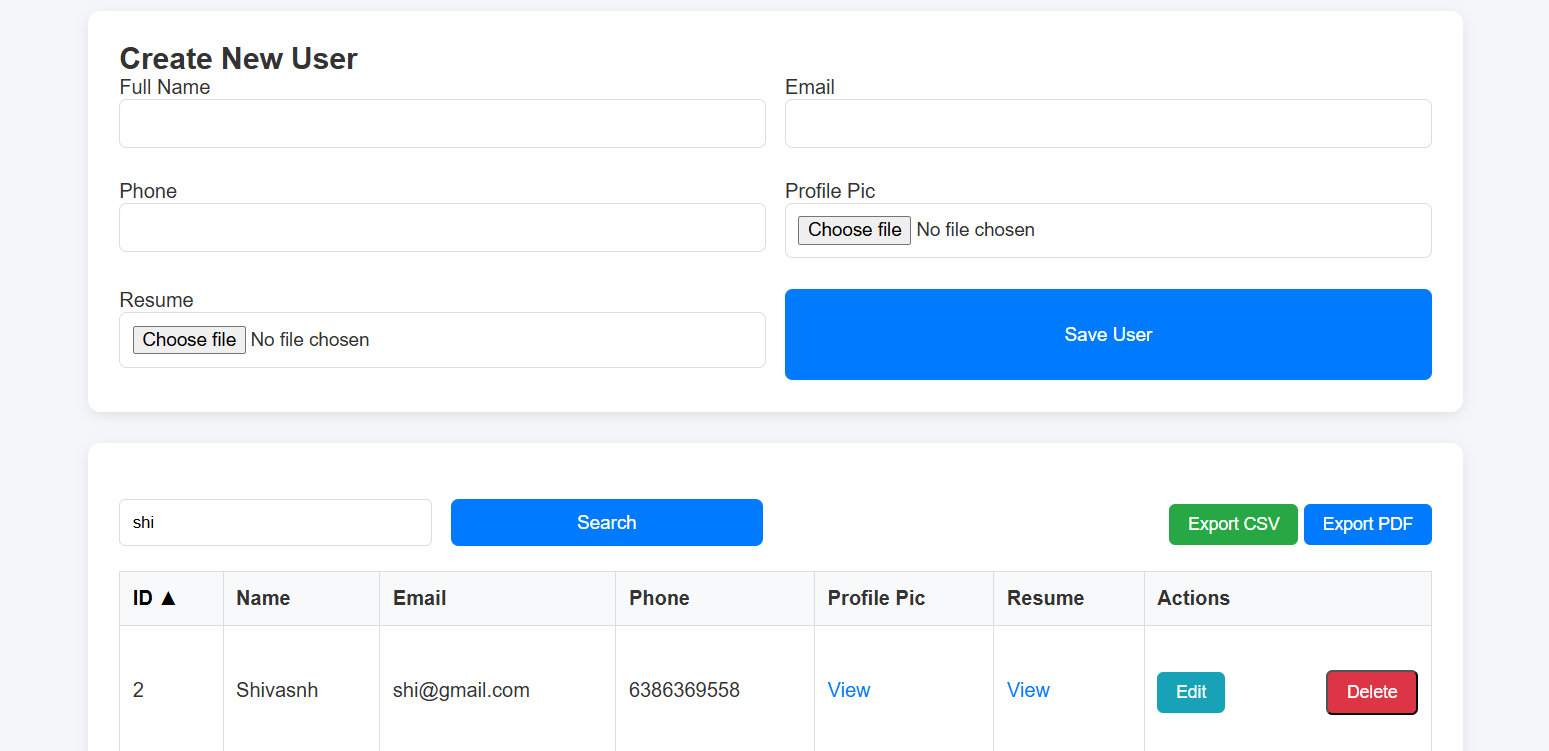 Create New User
Full Name Email
Phone Profile Pic
Choose file No file chosen
Resume
Choose file No file chosen Save User
shi Search Export CSV Export PDF
ID ▲ Name Email Phone Profile Pic Resume Actions
2 Shivasnh shi@gmail.com 6386369558 View View Edit Delete